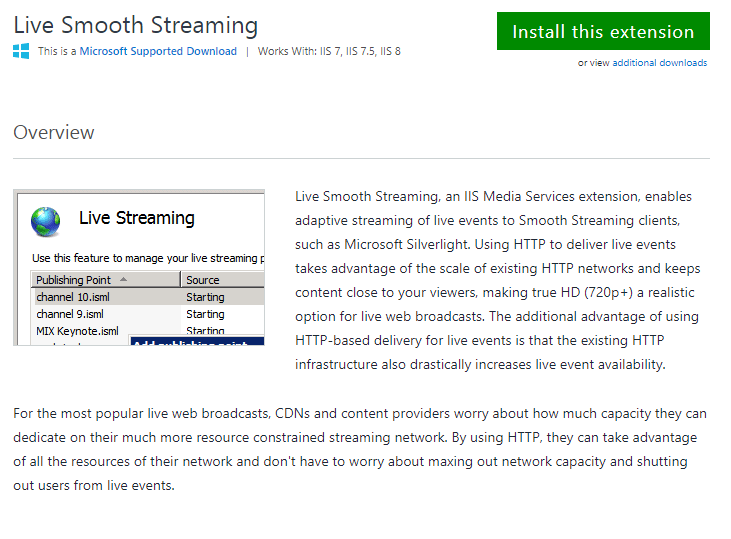 Live Smooth Streaming
This is a Microsoft Supported Download | Works With: IIS 7, IIS 7.5, IIS 8
Install this extension
or view additional downloads
Overview
Live Streaming
Use this feature to manage your live streaming p
Publishing Point Source
channel 10.isml Starting
channel 9.isml Starting
MIX Keynote.isml Starting
Add publishing point
Live Smooth Streaming, an IIS Media Services extension, enables
adaptive streaming of live events to Smooth Streaming clients,
such as Microsoft Silverlight. Using HTTP to deliver live events
takes advantage of the scale of existing HTTP networks and keeps
content close to your viewers, making true HD (720p+) a realistic
option for live web broadcasts. The additional advantage of using
HTTP-based delivery for live events is that the existing HTTP
infrastructure also drastically increases live event availability.
For the most popular live web broadcasts, CDNs and content providers worry about how much capacity they can
dedicate on their much more resource constrained streaming network. By using HTTP, they can take advantage
of all the resources of their network and don't have to worry about maxing out network capacity and shutting
out users from live events.